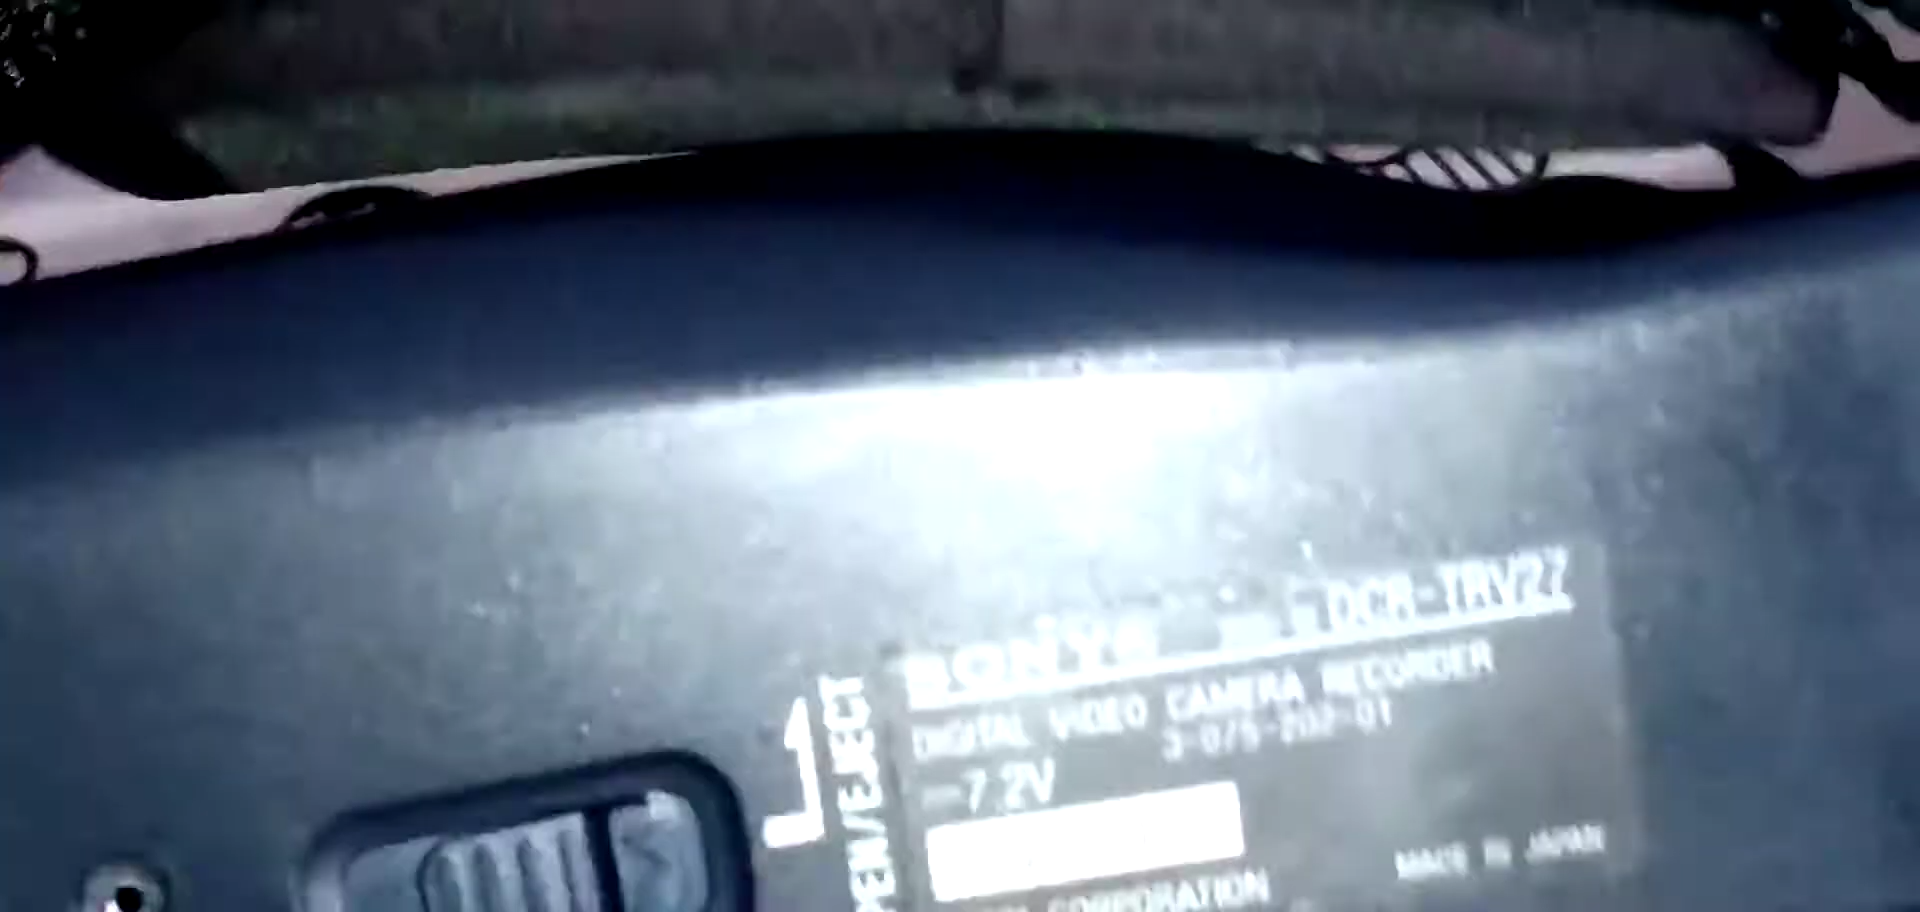 SONY DCR-TRV27
DIGITAL VIDEO CAMERA RECORDER
3-075-202-01
7.2V
CORPORATION
MADE IN JAPAN
OPEN/EJECT